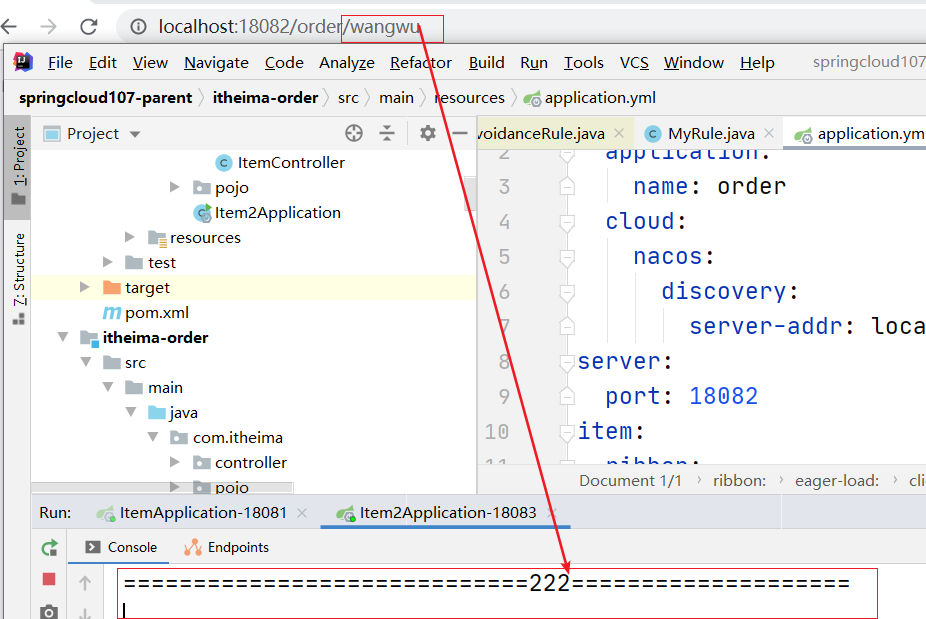 localhost:18082/order/wangwu
File Edit View Navigate Code Analyze Refactor Build Run Tools VCS Window Help springcloud107
springcloud107-parent itheima-order src main resources application.yml
1: Project
7: Structure
Project
ItemController
pojo
Item2Application
resources
test
target
pom.xml
itheima-order
src
main
java
com.itheima
controller
pojo
voidanceRule.java MyRule.java application.ym
2 application:
3 name: order
4 cloud:
5 nacos:
6 discovery:
7 server-addr: loca
8 server:
9 port: 18082
10 item:
11 ribbon:
Document 1/1 ribbon: eager-load: cli
Run: ItemApplication-18081 Item2Application-18083
Console Endpoints
=============================222====================